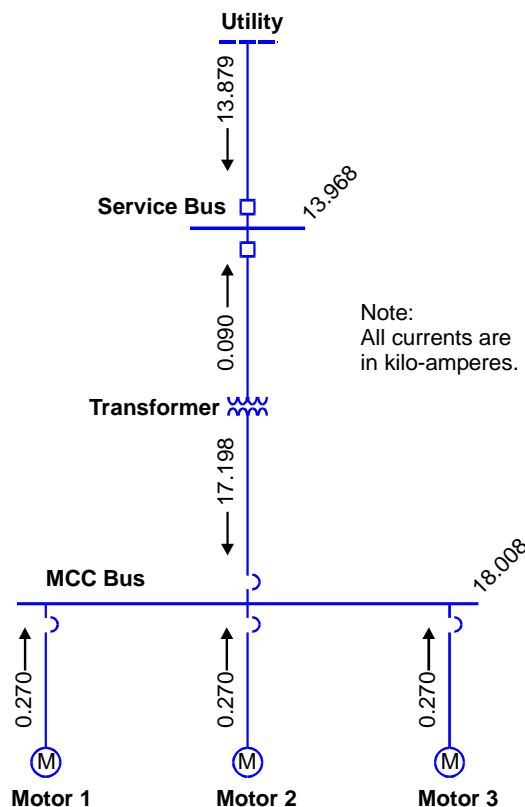 Utility
13.879
Service Bus
13.968
0.090
Note:
All currents are
in kilo-amperes.
Transformer
17.198
MCC Bus
18.008
0.270
0.270
0.270
M
M
M
Motor 1
Motor 2
Motor 3